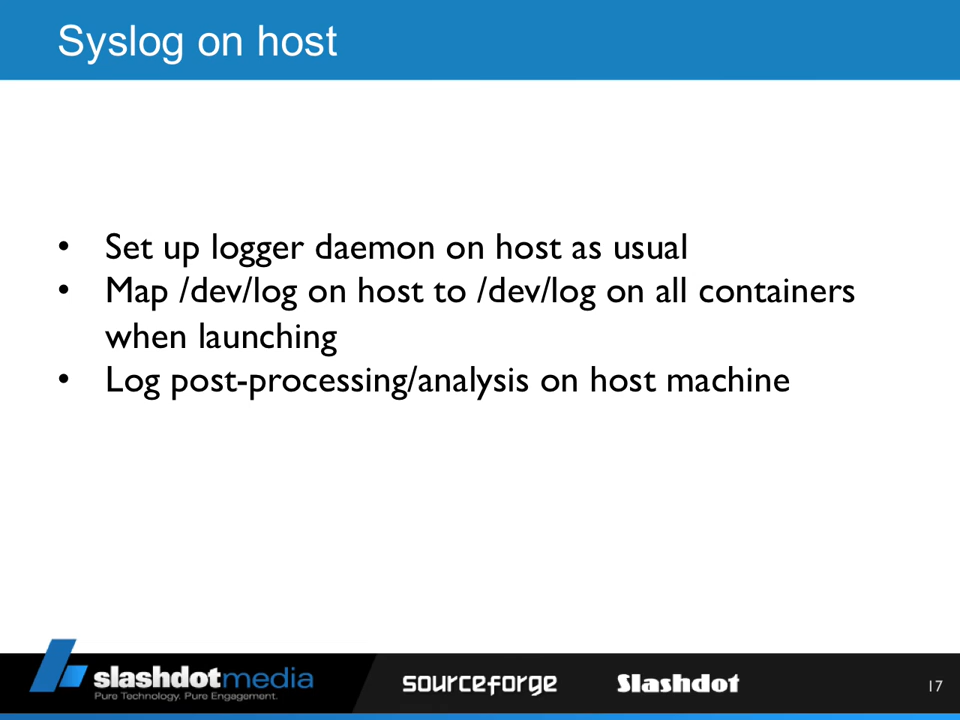 Syslog on host
• Set up logger daemon on host as usual
• Map /dev/log on host to /dev/log on all containers
when launching
• Log post-processing/analysis on host machine
slashdotmedia
Pure Technology. Pure Engagement.
sourceforge
Slashdot
17